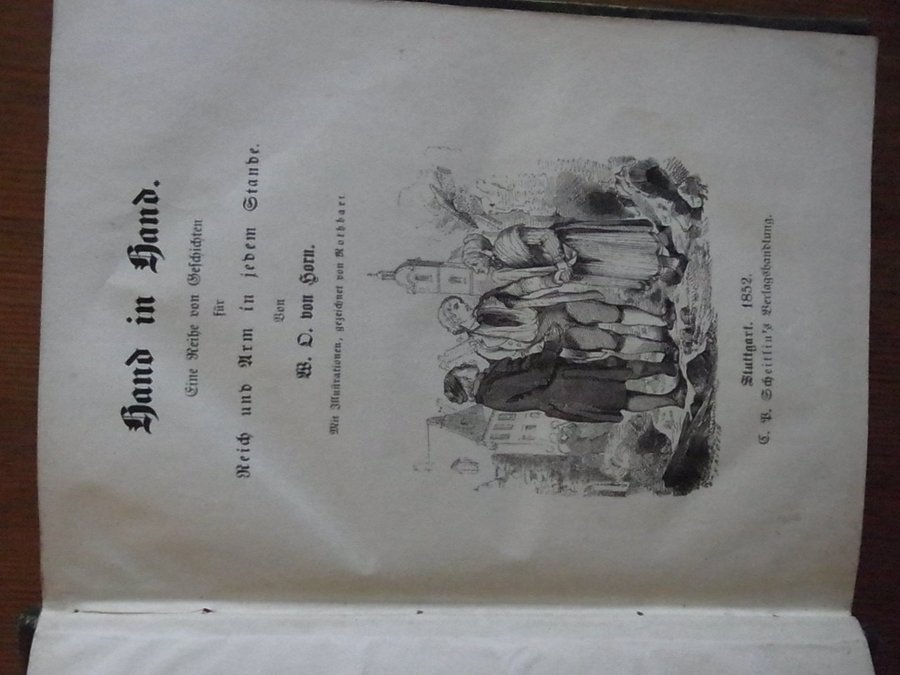 Hand in Hand.
Eine Reihe von Geschichten
für
Reich und Arm in jedem Stande.
Von
W. O. von Horn.
Mit Illustrationen, gezeichnet von Rothbart
Stuttgart. 1852.
C. P. Scheitlin's Verlagshandlung.